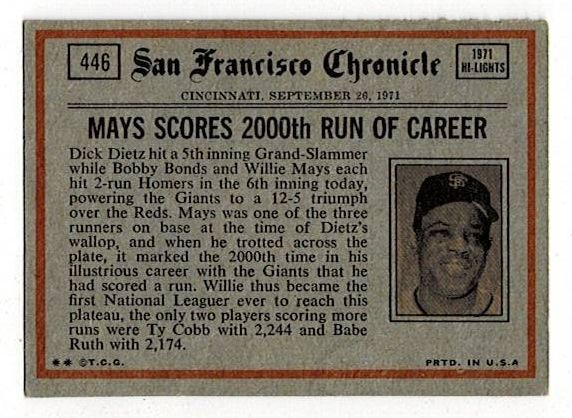 446
San Francisco Chronicle
1971
HI-LIGHTS
CINCINNATI, SEPTEMBER 26, 1971
MAYS SCORES 2000th RUN OF CAREER
Dick Dietz hit a 5th inning Grand-Slammer
while Bobby Bonds and Willie Mays each
hit 2-run Homers in the 6th inning today,
powering the Giants to a 12-5 triumph
over the Reds. Mays was one of the three
runners on base at the time of Dietz's
wallop, and when he trotted across the
plate, it marked the 2000th time in his
illustrious career with the Giants that he
had scored a run. Willie thus became the
first National Leaguer ever to reach this
plateau, the only two players scoring more
runs were Ty Cobb with 2,244 and Babe
Ruth with 2,174.
SF
** ©T.C.G.
PRTD. IN U.S.A